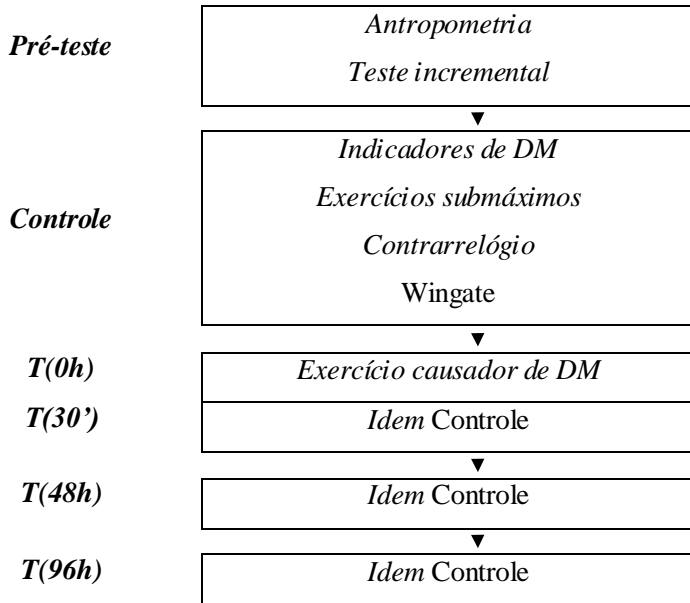 Pré-teste
Antropometria
Teste incremental
Controle
Indicadores de DM
Exercícios submáximos
Contrarrelógio
Wingate
T(0h)
Exercício causador de DM
T(30’)
Idem Controle
T(48h)
Idem Controle
T(96h)
Idem Controle